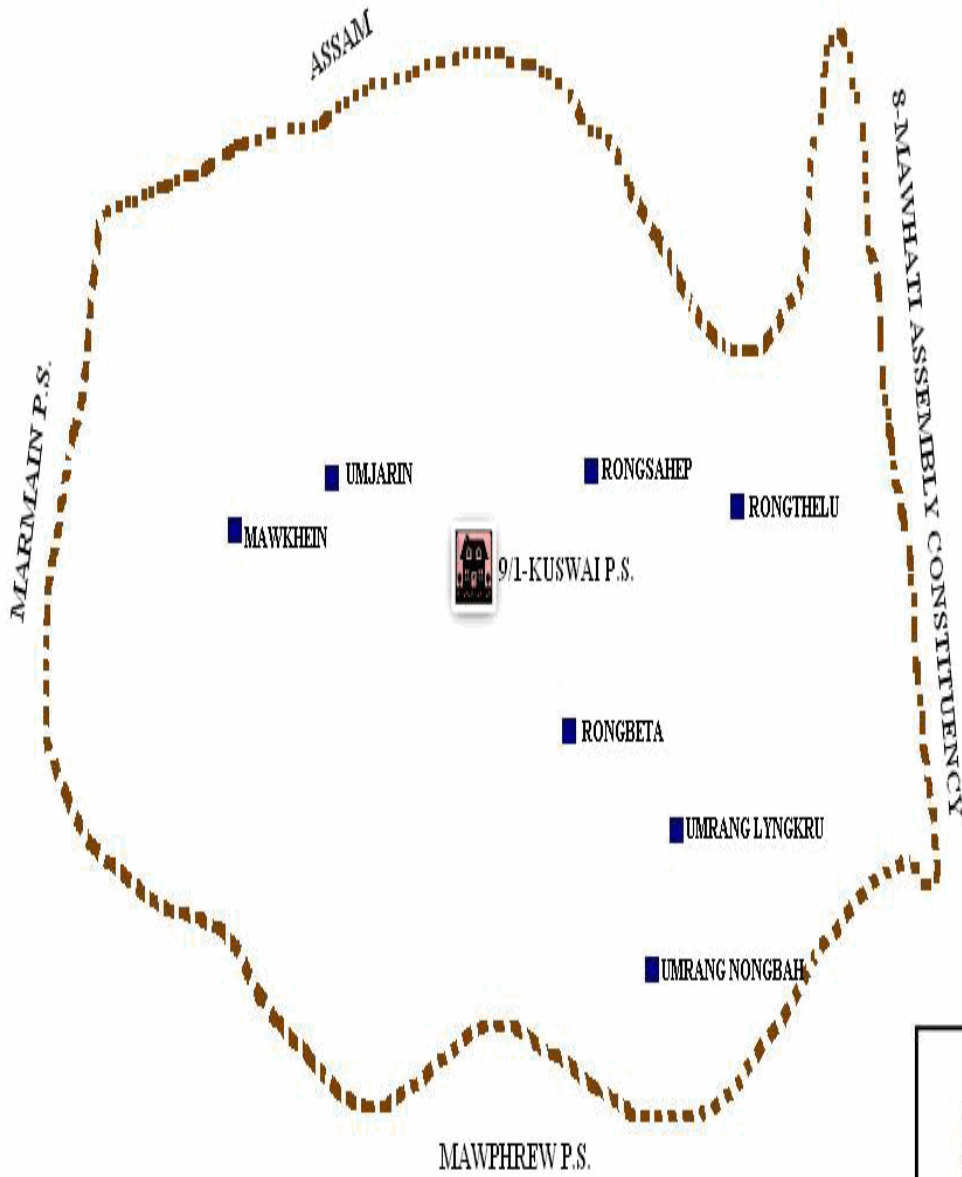 ASSAM
8-MAWHATI ASSEMBLY CONSTITUENCY
MARMAIN P.S.
UMJARIN
RONGSAHEP
MAWKHEIN
RONGTHELU
9/1-KUSWAI P.S.
RONGBETA
UMRANG LYNGKRU
UMRANG NONGBAH
MAWPHREW P.S.